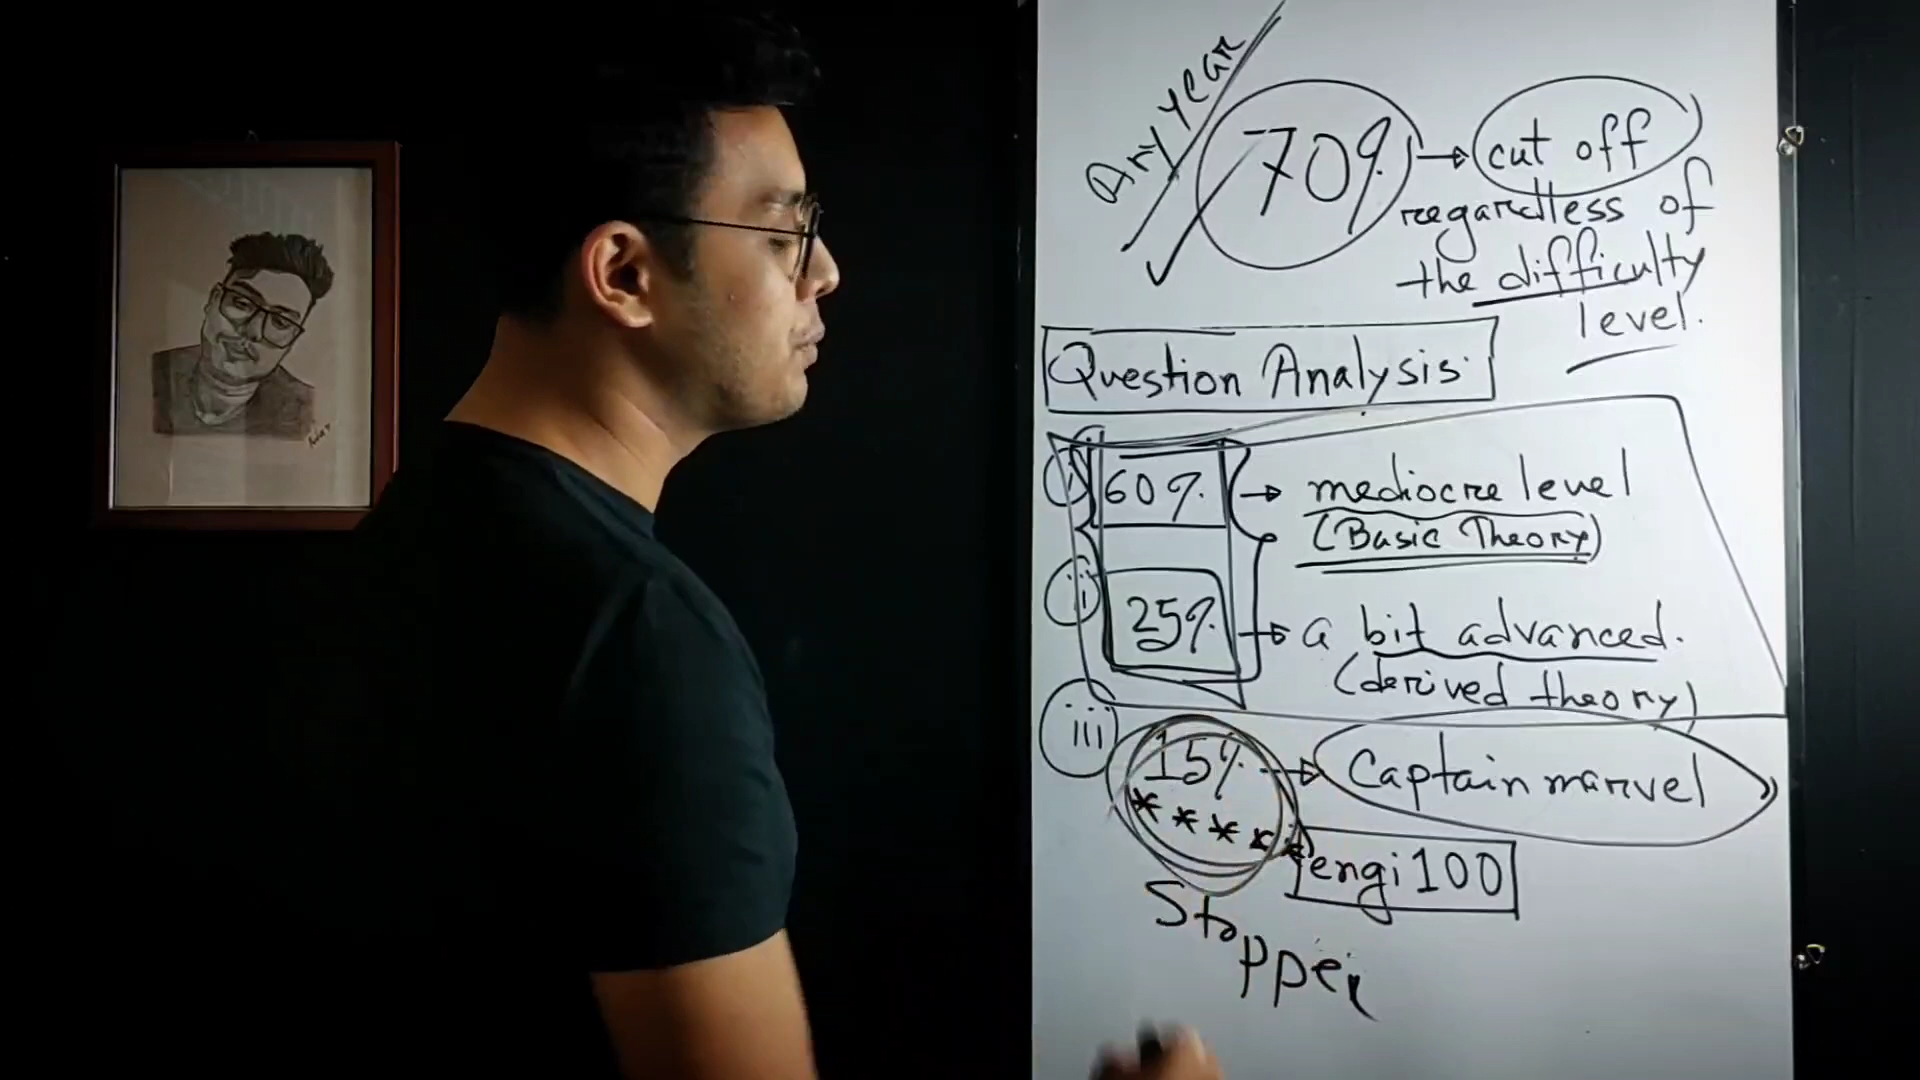 Any year
70% → cut off
regardless of
the difficulty
level.
Question Analysis:
i 60% → mediocre level
(Basic Theory)
ii 25% → a bit advanced.
(derived theory)
iii 15% → Captain marvel
* * * * *
engi100